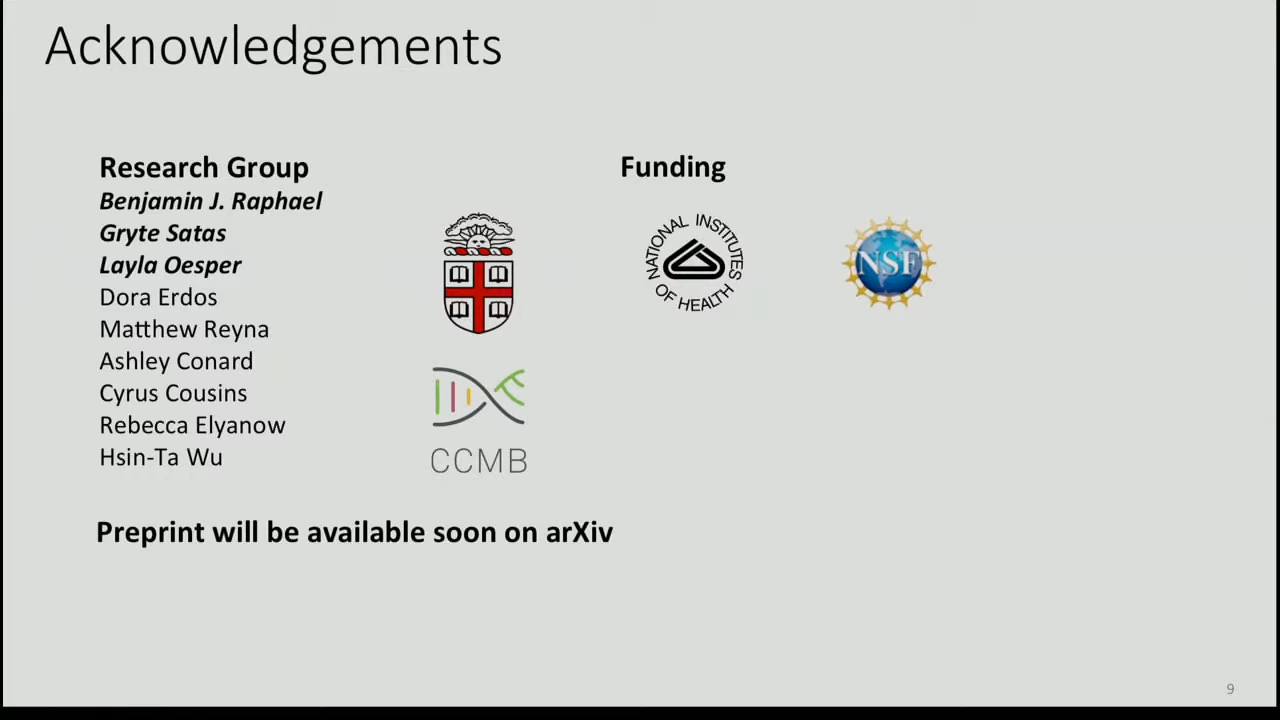 Acknowledgements
Research Group
Benjamin J. Raphael
Gryte Satas
Layla Oesper
Dora Erdos
Matthew Reyna
Ashley Conard
Cyrus Cousins
Rebecca Elyanow
Hsin-Ta Wu
CCMB
Funding
NATIONAL INSTITUTES
OF HEALTH
NSF
Preprint will be available soon on arXiv
9